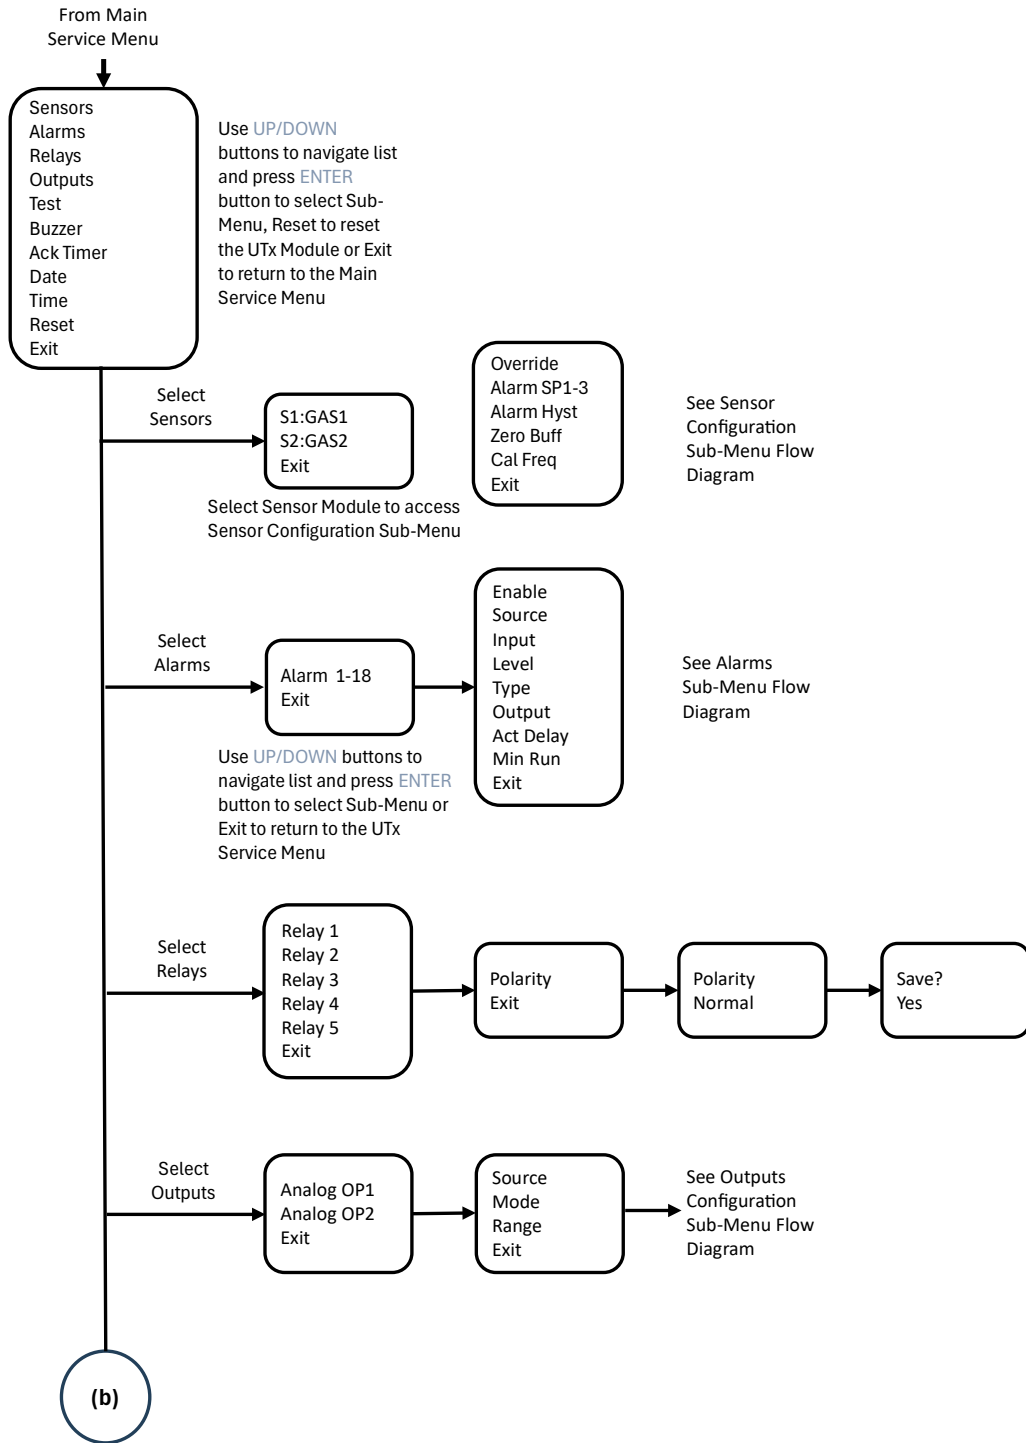 From Main
Service Menu
Sensors
Alarms
Relays
Outputs
Test
Buzzer
Ack Timer
Date
Time
Reset
Exit
Use UP/DOWN
buttons to navigate list
and press ENTER
button to select Sub-
Menu, Reset to reset
the UTx Module or Exit
to return to the Main
Service Menu
Select
Sensors
S1:GAS1
S2:GAS2
Exit
Select Sensor Module to access
Sensor Configuration Sub-Menu
Override
Alarm SP1-3
Alarm Hyst
Zero Buff
Cal Freq
Exit
See Sensor
Configuration
Sub-Menu Flow
Diagram
Select
Alarms
Alarm 1-18
Exit
Use UP/DOWN buttons to
navigate list and press ENTER
button to select Sub-Menu or
Exit to return to the UTx
Service Menu
Enable
Source
Input
Level
Type
Output
Act Delay
Min Run
Exit
See Alarms
Sub-Menu Flow
Diagram
Select
Relays
Relay 1
Relay 2
Relay 3
Relay 4
Relay 5
Exit
Polarity
Exit
Polarity
Normal
Save?
Yes
Select
Outputs
Analog OP1
Analog OP2
Exit
Source
Mode
Range
Exit
See Outputs
Configuration
Sub-Menu Flow
Diagram
(b)